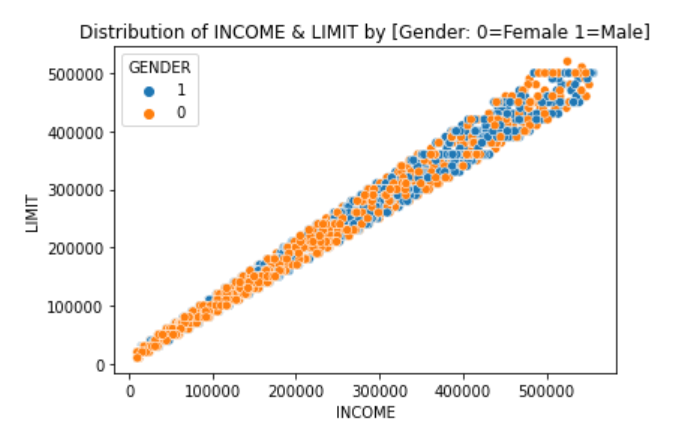 Distribution of INCOME & LIMIT by [Gender: 0=Female 1=Male]
GENDER
1
0
500000
400000
300000
200000
100000
0
LIMIT
0 100000 200000 300000 400000 500000
INCOME